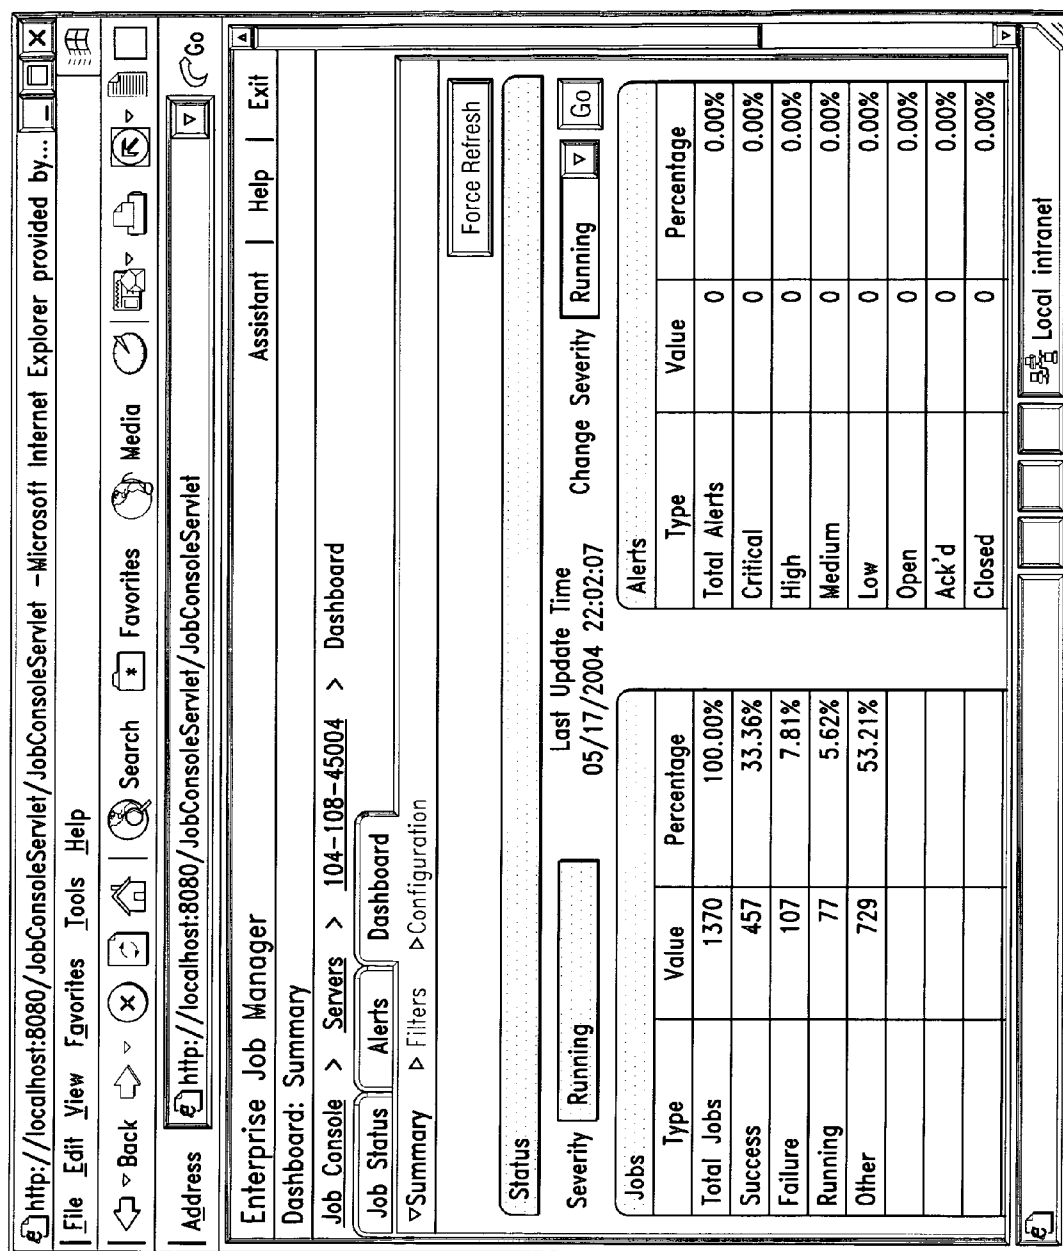 http://localhost:8080/JobConsoleServlet/JobConsoleServlet -Microsoft Internet Explorer provided by...
File Edit View Favorites Tools Help
Back Search Favorites Media
Address http://localhost:8080/JobConsoleServlet/JobConsoleServlet Go
Enterprise Job Manager Assistant | Help | Exit
Dashboard: Summary
Job Console > Servers > 104-108-45004 > Dashboard
Job Status Alerts Dashboard
Summary Filters Configuration
Force Refresh
Status
Last Update Time
Severity Running 05/17/2004 22:02:07 Change Severity Running Go
Jobs
Type Value Percentage
Total Jobs 1370 100.00%
Success 457 33.36%
Failure 107 7.81%
Running 77 5.62%
Other 729 53.21%
Alerts
Type Value Percentage
Total Alerts 0 0.00%
Critical 0 0.00%
High 0 0.00%
Medium 0 0.00%
Low 0 0.00%
Open 0 0.00%
Ack'd 0 0.00%
Closed 0 0.00%
Local intranet